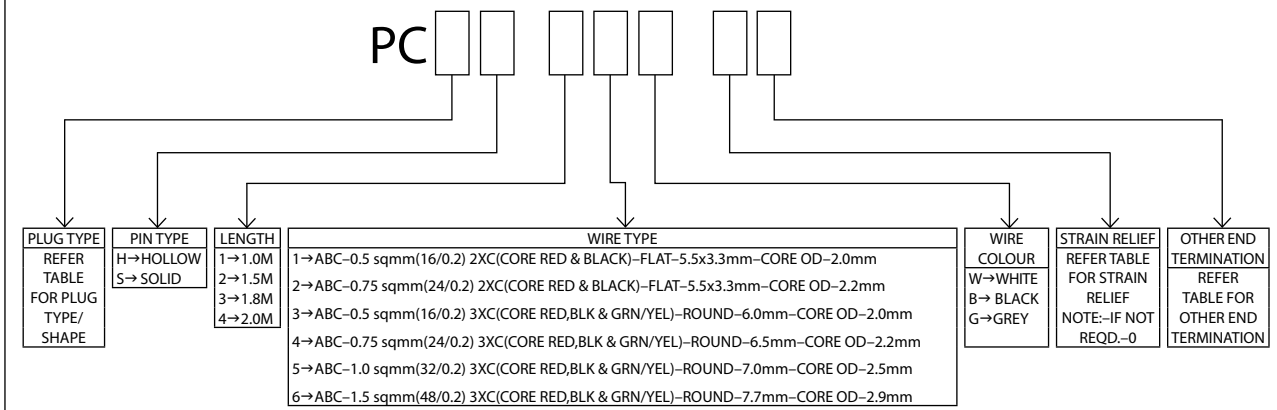 PC
PLUG TYPE
REFER
TABLE
FOR PLUG
TYPE/
SHAPE
PIN TYPE
H→HOLLOW
S→SOLID
LENGTH
1→1.0M
2→1.5M
3→1.8M
4→2.0M
WIRE TYPE
1→ABC–0.5 sqmm(16/0.2) 2XC(CORE RED & BLACK)–FLAT–5.5x3.3mm–CORE OD–2.0mm
2→ABC–0.75 sqmm(24/0.2) 2XC(CORE RED & BLACK)–FLAT–5.5x3.3mm–CORE OD–2.2mm
3→ABC–0.5 sqmm(16/0.2) 3XC(CORE RED,BLK & GRN/YEL)–ROUND–6.0mm–CORE OD–2.0mm
4→ABC–0.75 sqmm(24/0.2) 3XC(CORE RED,BLK & GRN/YEL)–ROUND–6.5mm–CORE OD–2.2mm
5→ABC–1.0 sqmm(32/0.2) 3XC(CORE RED,BLK & GRN/YEL)–ROUND–7.0mm–CORE OD–2.5mm
6→ABC–1.5 sqmm(48/0.2) 3XC(CORE RED,BLK & GRN/YEL)–ROUND–7.7mm–CORE OD–2.9mm
WIRE
COLOUR
W→WHITE
B→ BLACK
G→GREY
STRAIN RELIEF
REFER TABLE
FOR STRAIN
RELIEF
NOTE:–IF NOT
REQD.–0
OTHER END
TERMINATION
REFER
TABLE FOR
OTHER END
TERMINATION